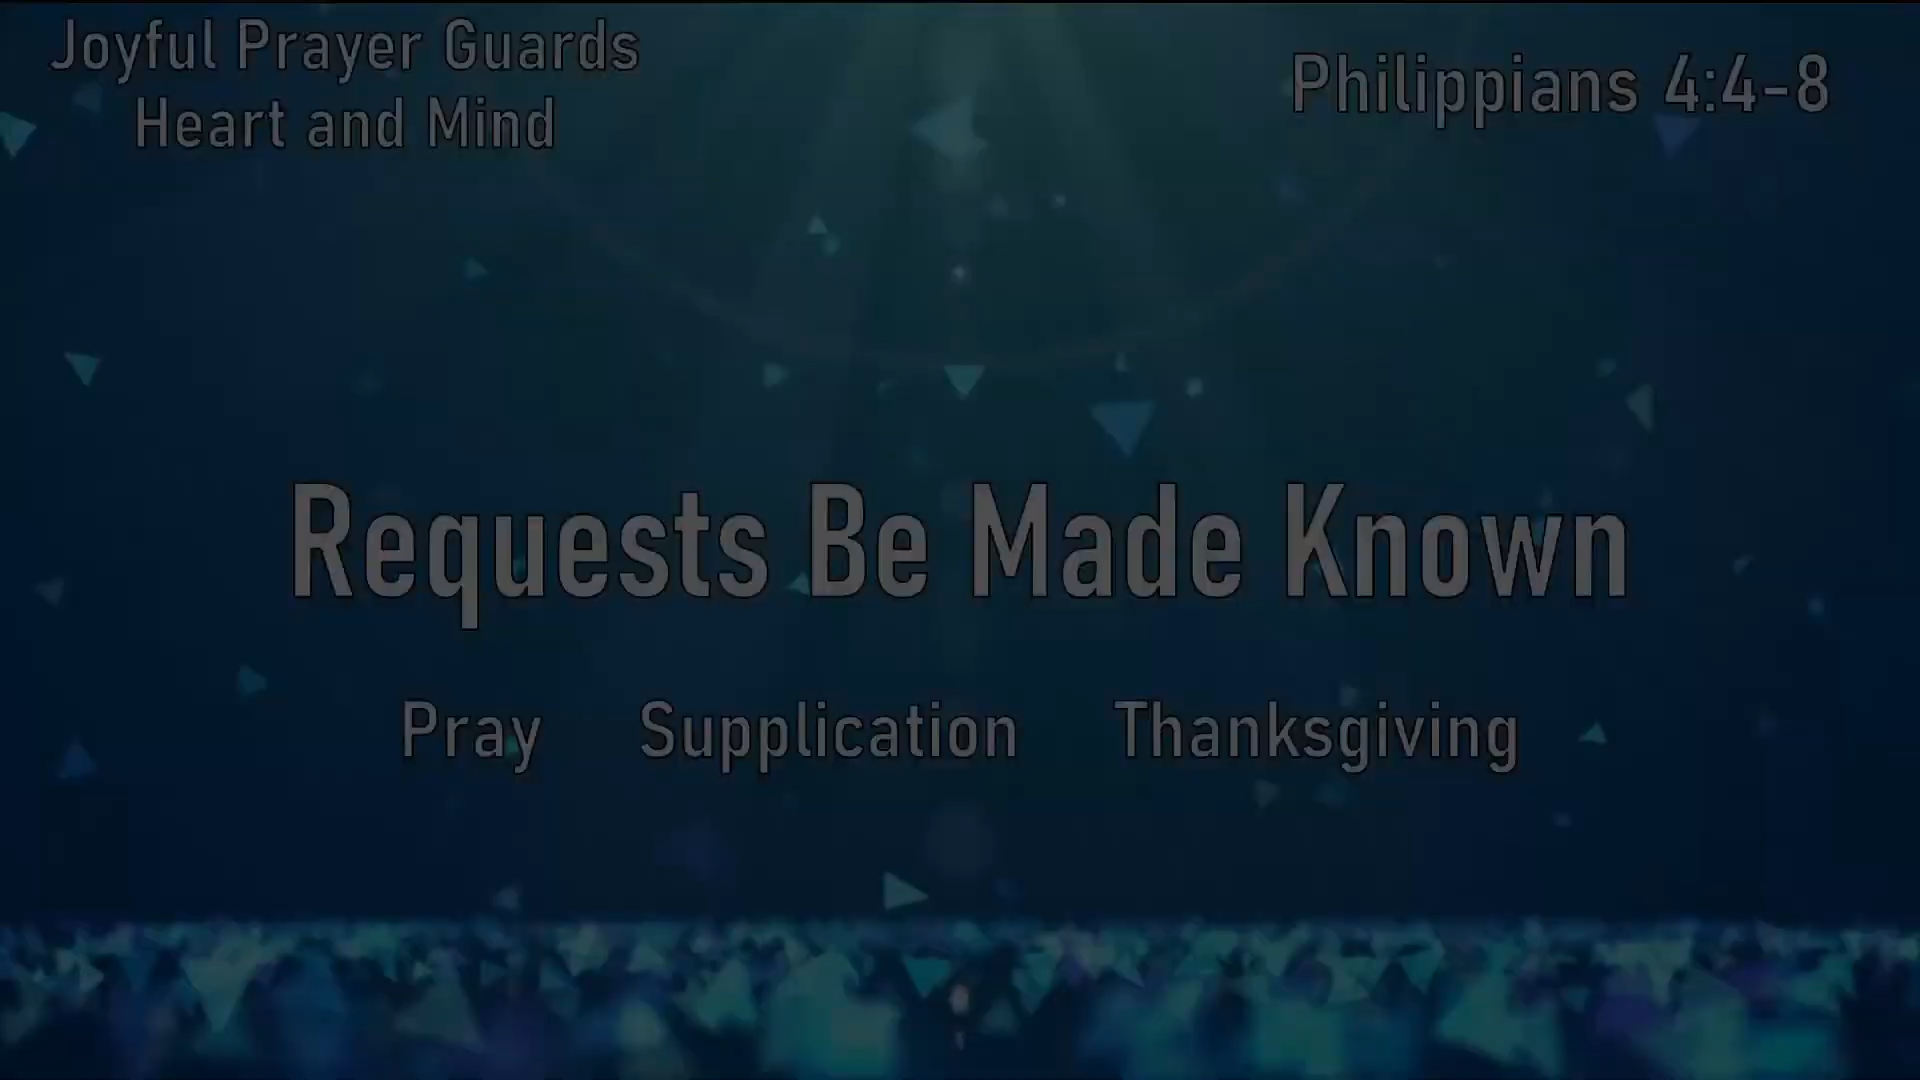 Joyful Prayer Guards
Heart and Mind
Philippians 4:4-8
Requests Be Made Known
Pray Supplication Thanksgiving